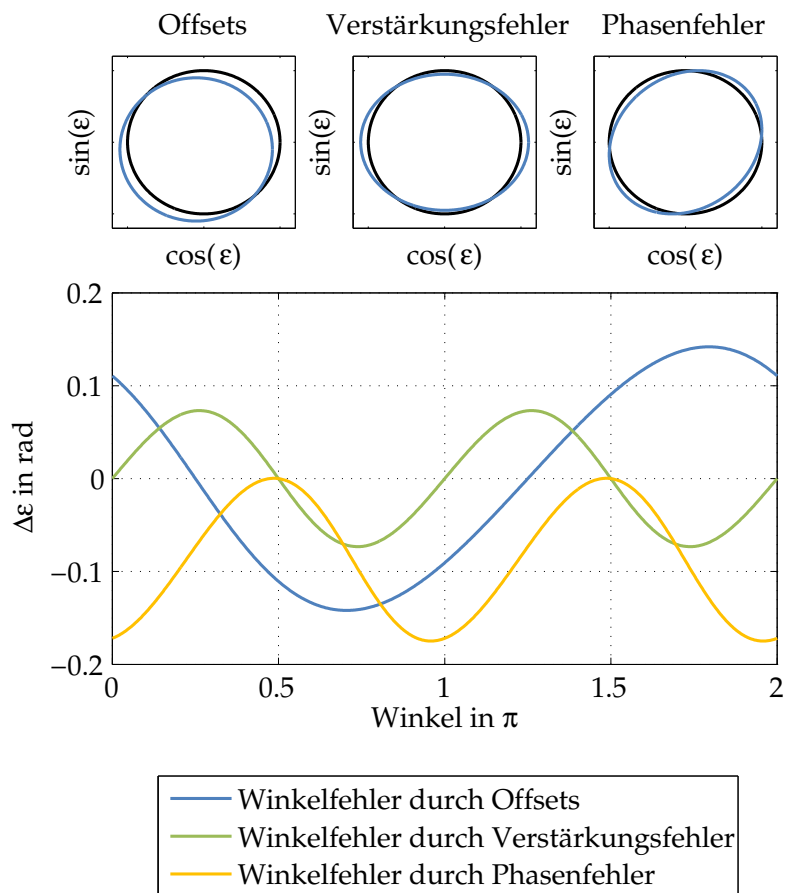 Offsets
Verstärkungsfehler
Phasenfehler
sin(ε)
sin(ε)
sin(ε)
cos(ε)
cos(ε)
cos(ε)
0.2
0.1
0
−0.1
−0.2
Δε in rad
0
0.5
1
1.5
2
Winkel in π
Winkelfehler durch Offsets
Winkelfehler durch Verstärkungsfehler
Winkelfehler durch Phasenfehler